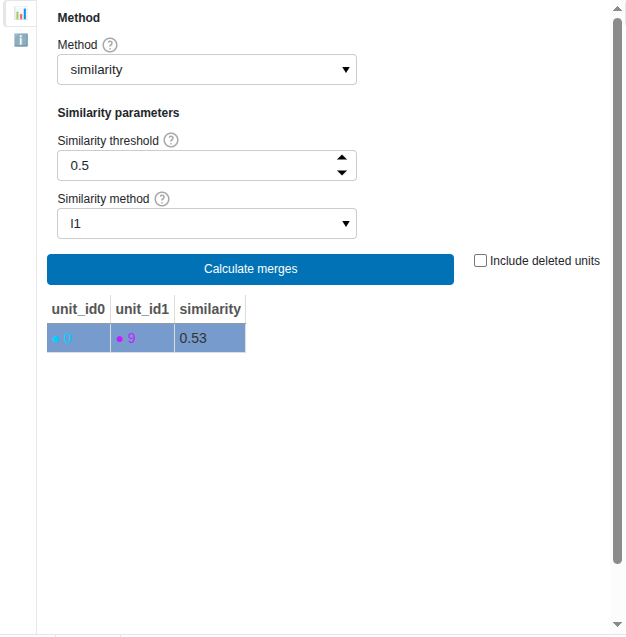 Method
Method ?
similarity
Similarity parameters
Similarity threshold ?
0.5
Similarity method ?
l1
Calculate merges
Include deleted units
unit_id0 unit_id1 similarity
0 9 0.53